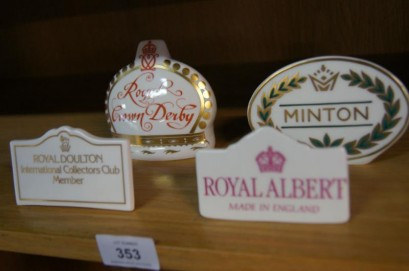 Royal
Crown Derby
MINTON
ROYAL DOULTON
International Collectors Club
Member
ROYAL ALBERT
MADE IN ENGLAND
353